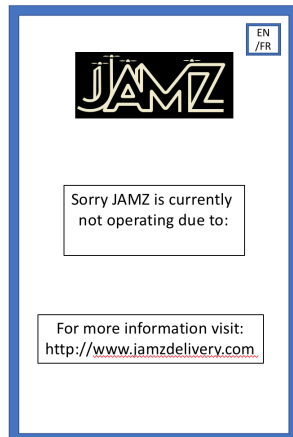 EN
/FR
JAMZ
Sorry JAMZ is currently
not operating due to:
For more information visit:
http://www.jamzdelivery.com